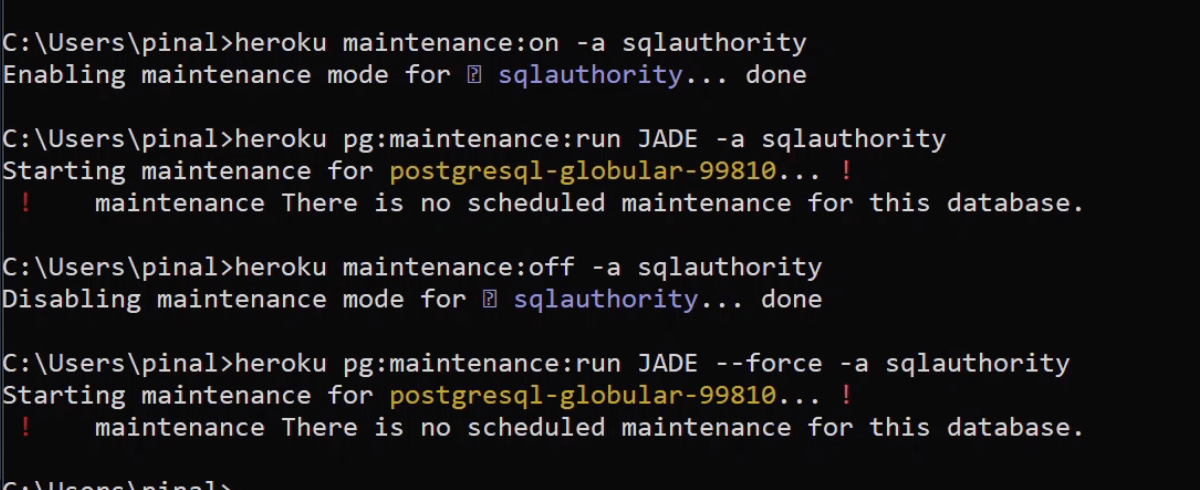 C:\Users\pinal>heroku maintenance:on -a sqlauthority
Enabling maintenance mode for ⍰ sqlauthority... done
C:\Users\pinal>heroku pg:maintenance:run JADE -a sqlauthority
Starting maintenance for postgresql-globular-99810... !
! maintenance There is no scheduled maintenance for this database.
C:\Users\pinal>heroku maintenance:off -a sqlauthority
Disabling maintenance mode for ⍰ sqlauthority... done
C:\Users\pinal>heroku pg:maintenance:run JADE --force -a sqlauthority
Starting maintenance for postgresql-globular-99810... !
! maintenance There is no scheduled maintenance for this database.
C:\Users\pinal>